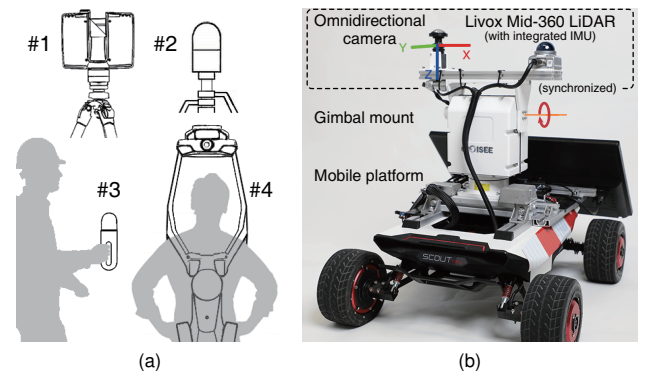 #1
#2
#3
#4
(a)
Omnidirectional
camera
Livox Mid-360 LiDAR
(with integrated IMU)
Y
X
Z
(synchronized)
Gimbal mount
ISEE
Mobile platform
SCOUT
(b)